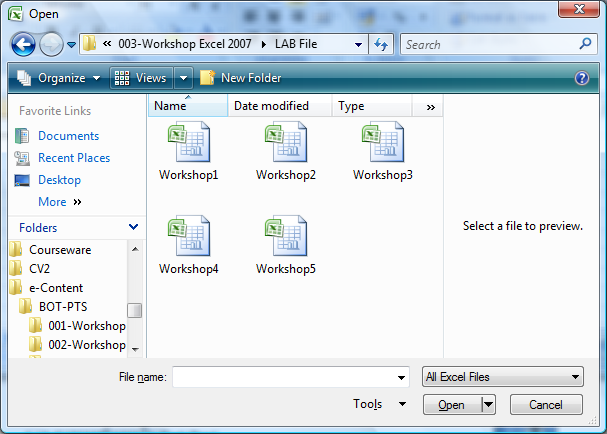 Open
« 003-Workshop Excel 2007 ▸ LAB File
Search
Organize
Views
New Folder
Favorite Links
Documents
Recent Places
Desktop
More »
Folders
Courseware
CV2
e-Content
BOT-PTS
001-Workshop
002-Workshop
Name Date modified Type »
Workshop1 Workshop2 Workshop3
Workshop4 Workshop5
Select a file to preview.
File name:
All Excel Files
Tools
Open
Cancel